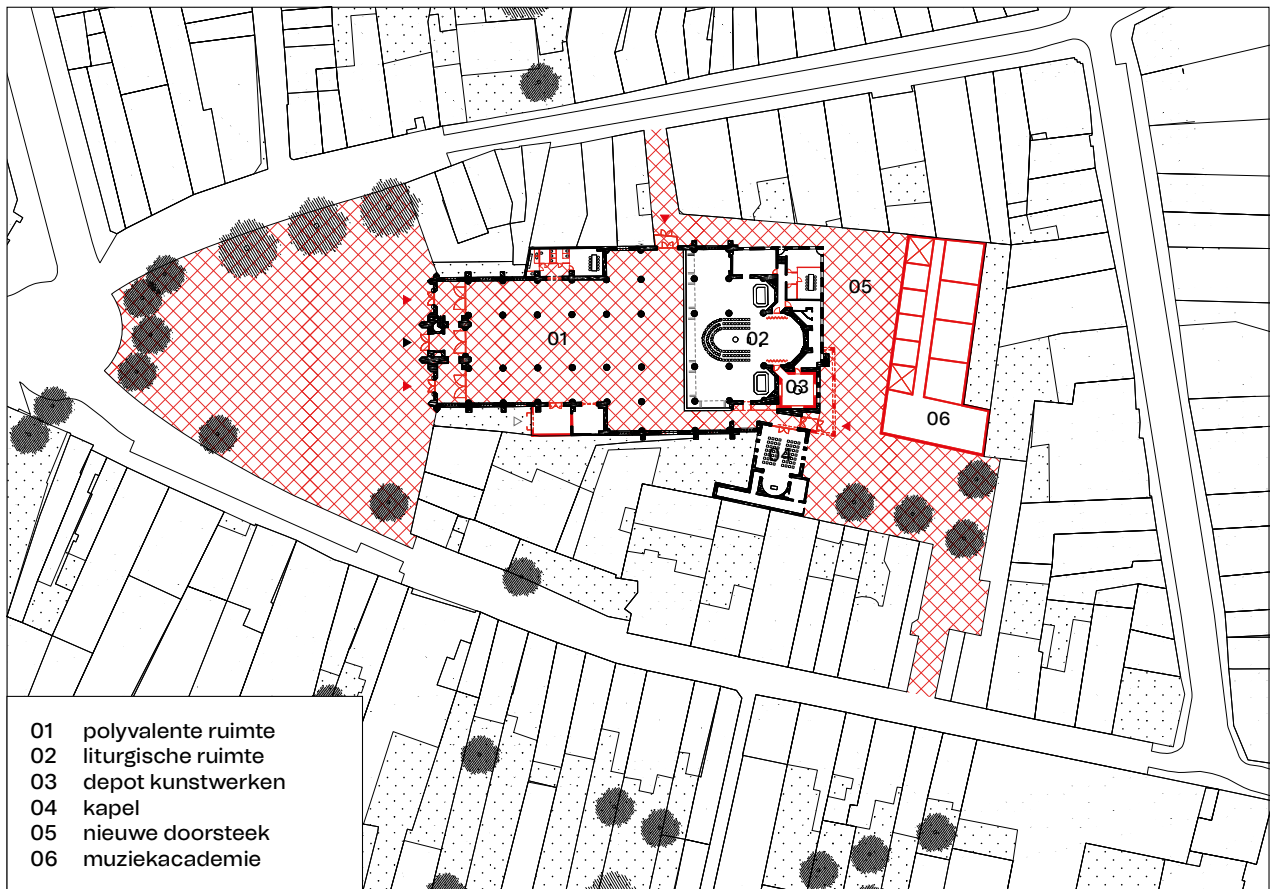 01
02
03
04
05
06
01 polyvalente ruimte
02 liturgische ruimte
03 depot kunstwerken
04 kapel
05 nieuwe doorsteek
06 muziekacademie